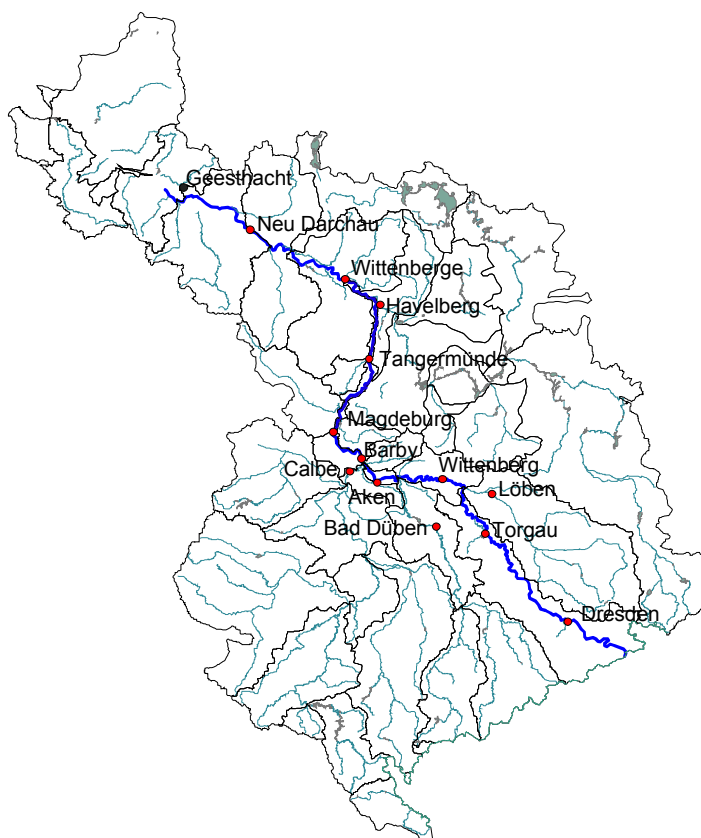 Geesthacht
Neu Darchau
Wittenberge
Havelberg
Tangermünde
Magdeburg
Barby
Calbe
Wittenberg
Aken
Löben
Bad Düben
Torgau
Dresden